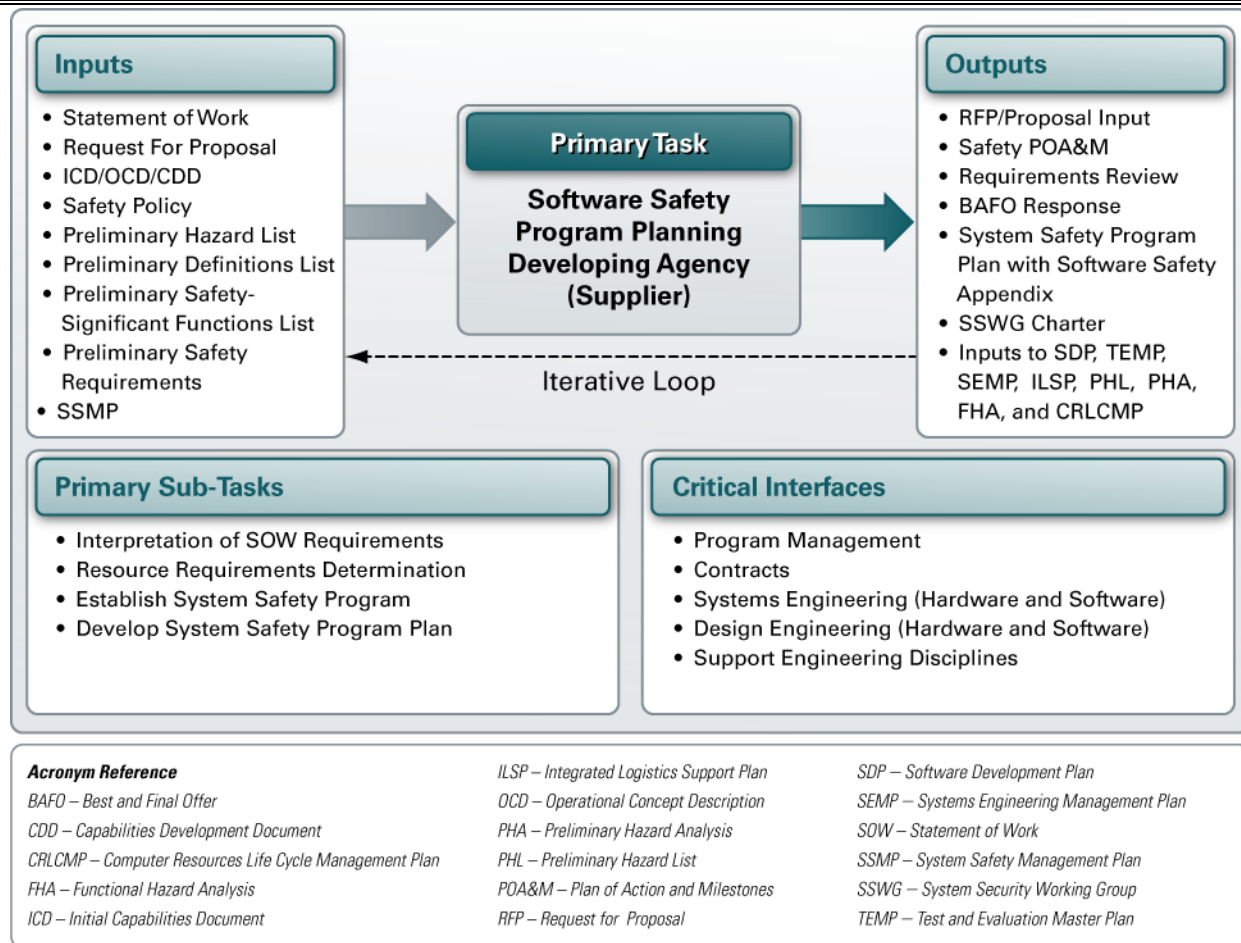 Inputs
• Statement of Work
• Request For Proposal
• ICD/OCD/CDD
• Safety Policy
• Preliminary Hazard List
• Preliminary Definitions List
• Preliminary Safety-
Significant Functions List
• Preliminary Safety
Requirements
• SSMP
Primary Task
Software Safety
Program Planning
Developing Agency
(Supplier)
Iterative Loop
Outputs
• RFP/Proposal Input
• Safety POA&M
• Requirements Review
• BAFO Response
• System Safety Program
Plan with Software Safety
Appendix
• SSWG Charter
• Inputs to SDP, TEMP,
SEMP, ILSP, PHL, PHA,
FHA, and CRLCMP
Primary Sub-Tasks
• Interpretation of SOW Requirements
• Resource Requirements Determination
• Establish System Safety Program
• Develop System Safety Program Plan
Critical Interfaces
• Program Management
• Contracts
• Systems Engineering (Hardware and Software)
• Design Engineering (Hardware and Software)
• Support Engineering Disciplines
Acronym Reference
BAFO – Best and Final Offer
CDD – Capabilities Development Document
CRLCMP – Computer Resources Life Cycle Management Plan
FHA – Functional Hazard Analysis
ICD – Initial Capabilities Document
ILSP – Integrated Logistics Support Plan
OCD – Operational Concept Description
PHA – Preliminary Hazard Analysis
PHL – Preliminary Hazard List
POA&M – Plan of Action and Milestones
RFP – Request for Proposal
SDP – Software Development Plan
SEMP – Systems Engineering Management Plan
SOW – Statement of Work
SSMP – System Safety Management Plan
SSWG – System Security Working Group
TEMP – Test and Evaluation Master Plan